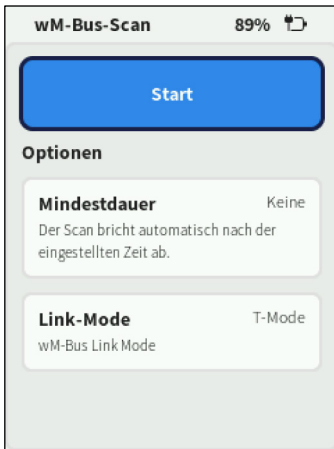 wM-Bus-Scan 89%
Start
Optionen
Mindestdauer Keine
Der Scan bricht automatisch nach der
eingestellten Zeit ab.
Link-Mode T-Mode
wM-Bus Link Mode